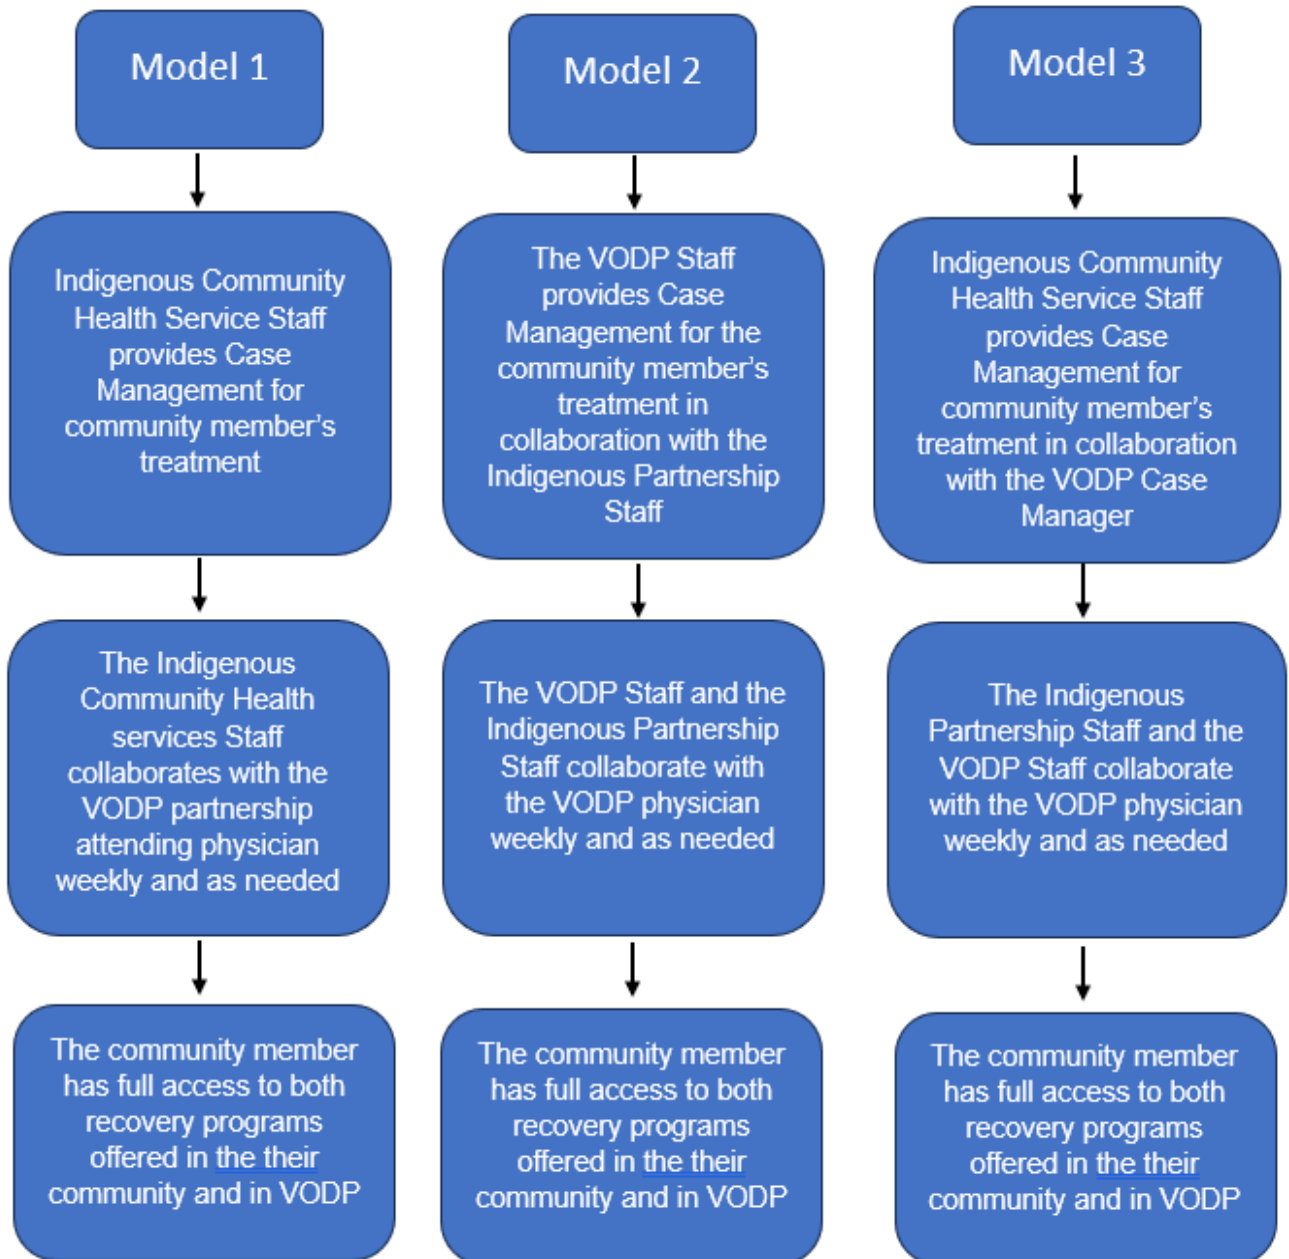 Model 1
Indigenous Community
Health Service Staff
provides Case
Management for
community member’s
treatment
The Indigenous
Community Health
services Staff
collaborates with the
VODP partnership
attending physician
weekly and as needed
The community member
has full access to both
recovery programs
offered in the their
community and in VODP
Model 2
The VODP Staff
provides Case
Management for the
community member’s
treatment in
collaboration with the
Indigenous Partnership
Staff
The VODP Staff and the
Indigenous Partnership
Staff collaborate with
the VODP physician
weekly and as needed
The community member
has full access to both
recovery programs
offered in the their
community and in VODP
Model 3
Indigenous Community
Health Service Staff
provides Case
Management for
community member’s
treatment in collaboration
with the VODP Case
Manager
The Indigenous
Partnership Staff and the
VODP Staff collaborate
with the VODP physician
weekly and as needed
The community member
has full access to both
recovery programs
offered in the their
community and in VODP